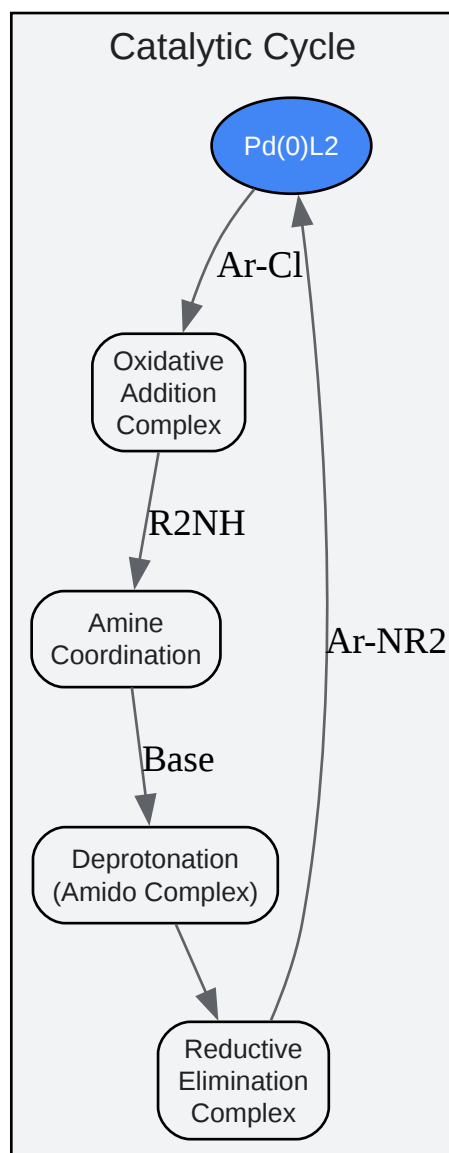 Catalytic Cycle
Pd(0)L2
Ar-Cl
Oxidative
Addition
Complex
R2NH
Amine
Coordination
Ar-NR2
Base
Deprotonation
(Amido Complex)
Reductive
Elimination
Complex